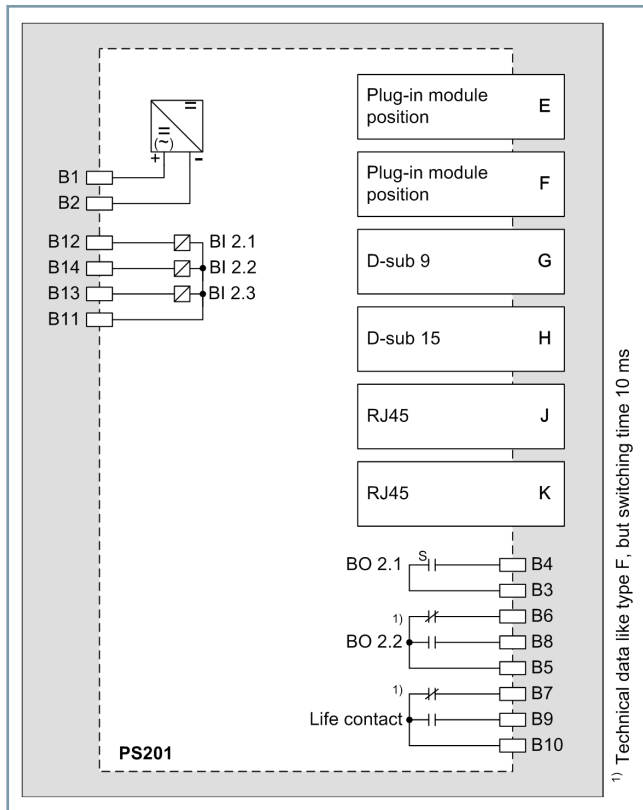 Plug-in module
position
E
Plug-in module
position
F
D-sub 9
G
D-sub 15
H
RJ45
J
RJ45
K
=
=
(~)
+
-
B1
B2
B12
BI 2.1
B14
BI 2.2
B13
BI 2.3
B11
BO 2.1
S
B4
B3
1)
B6
BO 2.2
B8
B5
1)
B7
Life contact
B9
B10
PS201
1) Technical data like type F, but switching time 10 ms